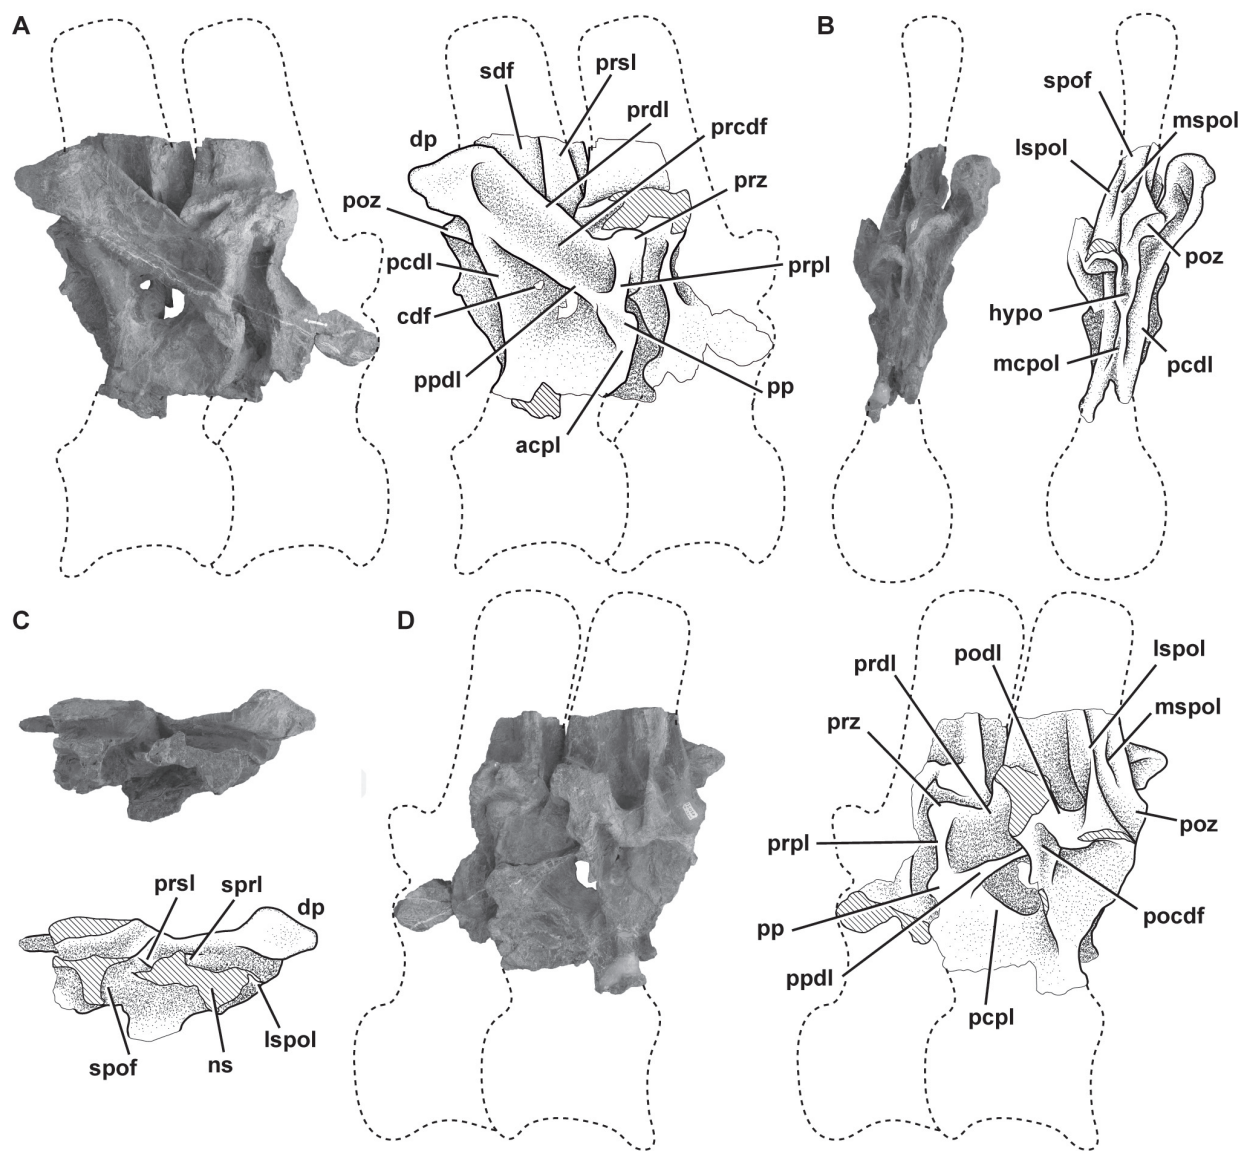 A
B
sdf
prsl
prdl
prcdf
dp
prz
poz
pcdl
cdf
ppdl
prpl
pp
acpl
spof
mspol
lspol
poz
hypo
mcpol
pcdl
C
D
prsl
sprl
dp
spof
ns
lspol
prdl
podl
lspol
mspol
prz
prpl
poz
pp
pocdf
ppdl
pcpl